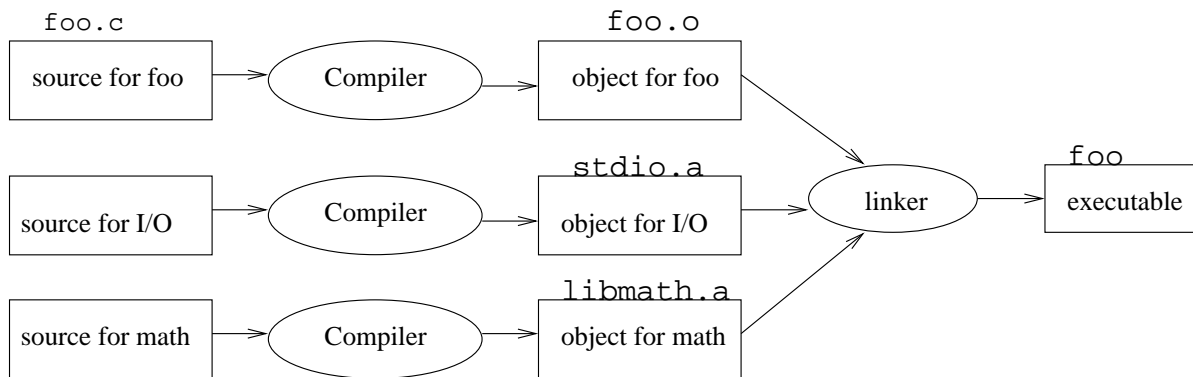 foo.c
foo.o
source for foo
Compiler
object for foo
stdio.a
foo
source for I/O
Compiler
object for I/O
linker
executable
libmath.a
source for math
Compiler
object for math